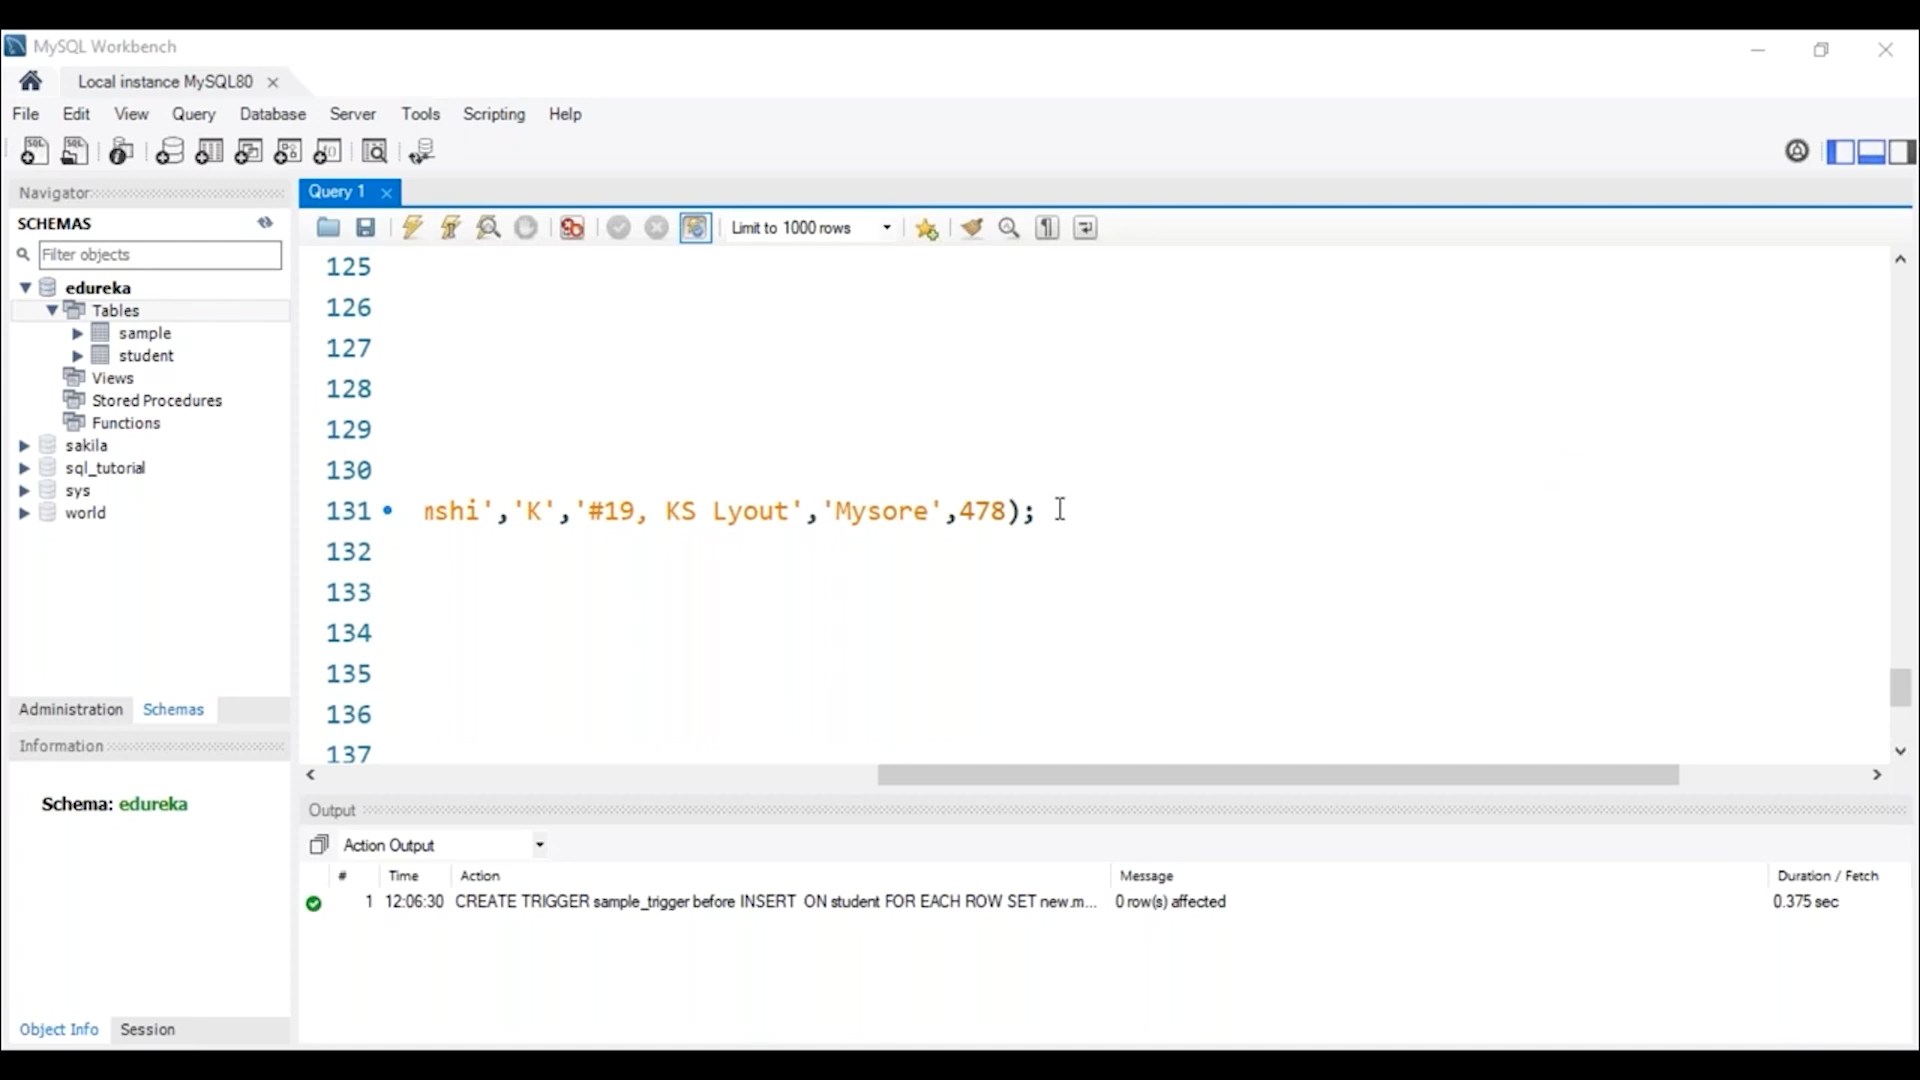 MySQL Workbench
Local instance MySQL80
File Edit View Query Database Server Tools Scripting Help
Navigator
SCHEMAS
Filter objects
edureka
Tables
sample
student
Views
Stored Procedures
Functions
sakila
sql_tutorial
sys
world
Administration Schemas
Information
Schema: edureka
Object Info Session
Query 1
Limit to 1000 rows
125
126
127
128
129
130
131 nshi','K','#19, KS Lyout','Mysore',478);
132
133
134
135
136
137
Output
Action Output
# Time Action Message Duration / Fetch
1 12:06:30 CREATE TRIGGER sample_trigger before INSERT ON student FOR EACH ROW SET new.m... 0 row(s) affected 0.375 sec